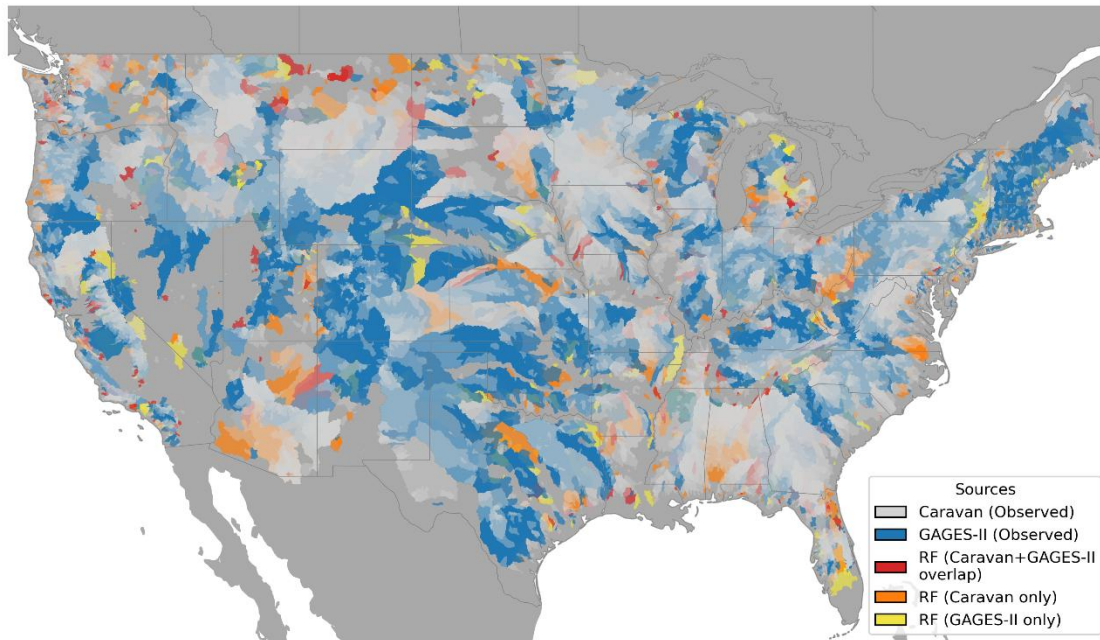 Sources
Caravan (Observed)
GAGES-II (Observed)
RF (Caravan+GAGES-II
overlap)
RF (Caravan only)
RF (GAGES-II only)